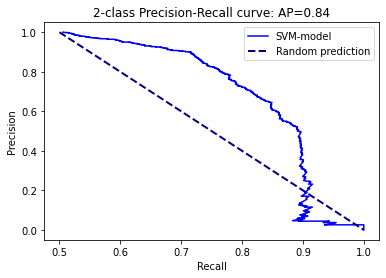 2-class Precision-Recall curve: AP=0.84
SVM-model
Random prediction
Precision
1.0
0.8
0.6
0.4
0.2
0.0
0.5
0.6
0.7
0.8
0.9
1.0
Recall